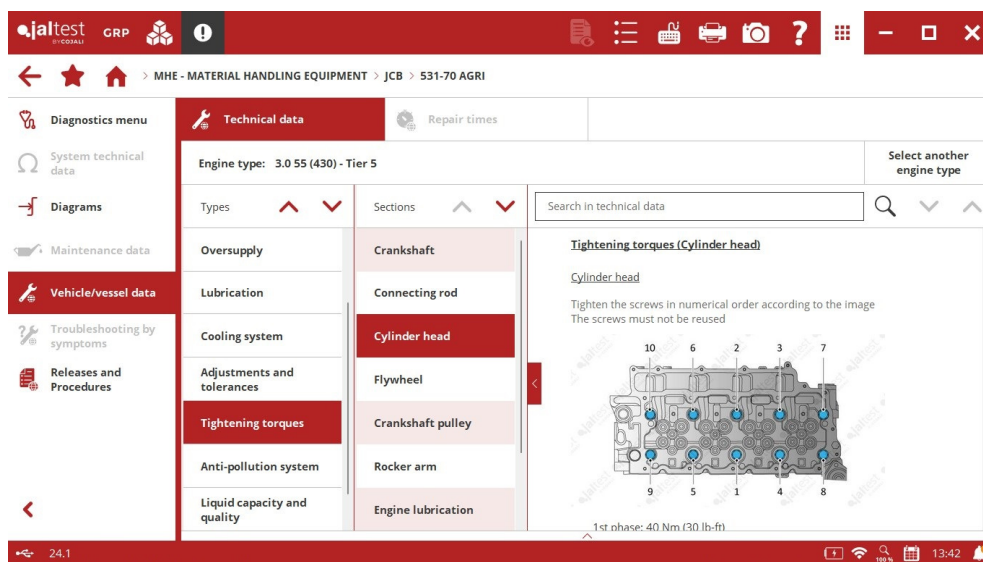 jaltest GRP
BY COJALI
> MHE - MATERIAL HANDLING EQUIPMENT > JCB > 531-70 AGRI
Diagnostics menu
System technical
data
Diagrams
Maintenance data
Vehicle/vessel data
Troubleshooting by
symptoms
Releases and
Procedures
Technical data
Repair times
Engine type: 3.0 55 (430) - Tier 5
Select another
engine type
Types
Oversupply
Lubrication
Cooling system
Adjustments and
tolerances
Tightening torques
Anti-pollution system
Liquid capacity and
quality
Sections
Crankshaft
Connecting rod
Cylinder head
Flywheel
Crankshaft pulley
Rocker arm
Engine lubrication
Search in technical data
Tightening torques (Cylinder head)
Cylinder head
Tighten the screws in numerical order according to the image
The screws must not be reused
10 6 2 3 7
9 5 1 4 8
1st phase: 40 Nm (30 lb-ft)
24.1
100 %
13:42